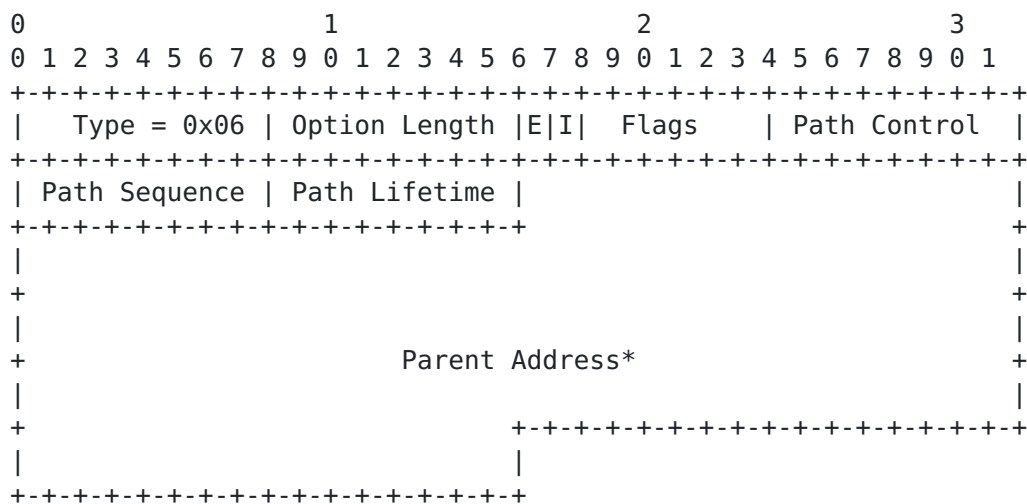 0                   1                   2                   3
0 1 2 3 4 5 6 7 8 9 0 1 2 3 4 5 6 7 8 9 0 1 2 3 4 5 6 7 8 9 0 1
+-+-+-+-+-+-+-+-+-+-+-+-+-+-+-+-+-+-+-+-+-+-+-+-+-+-+-+-+-+-+-+-+
|   Type = 0x06 | Option Length |E|I|  Flags    | Path Control  |
+-+-+-+-+-+-+-+-+-+-+-+-+-+-+-+-+-+-+-+-+-+-+-+-+-+-+-+-+-+-+-+-+
| Path Sequence | Path Lifetime |                               |
+-+-+-+-+-+-+-+-+-+-+-+-+-+-+-+-+                               +
|                                                               |
+                                                               +
|                                                               |
+                        Parent Address*                        +
|                                                               |
+                               +-+-+-+-+-+-+-+-+-+-+-+-+-+-+-+-+
|                               |
+-+-+-+-+-+-+-+-+-+-+-+-+-+-+-+-+